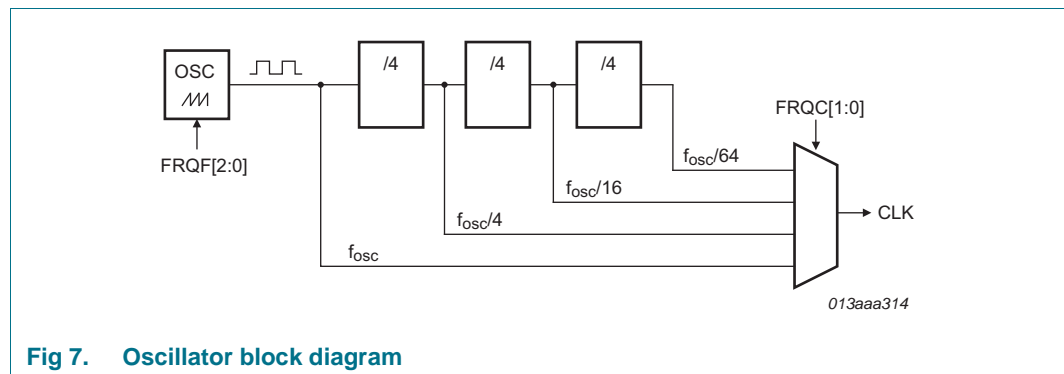 OSC
FRQF[2:0]
/4
/4
/4
FRQC[1:0]
fosc/64
fosc/16
fosc/4
fosc
CLK
013aaa314
Fig 7. Oscillator block diagram